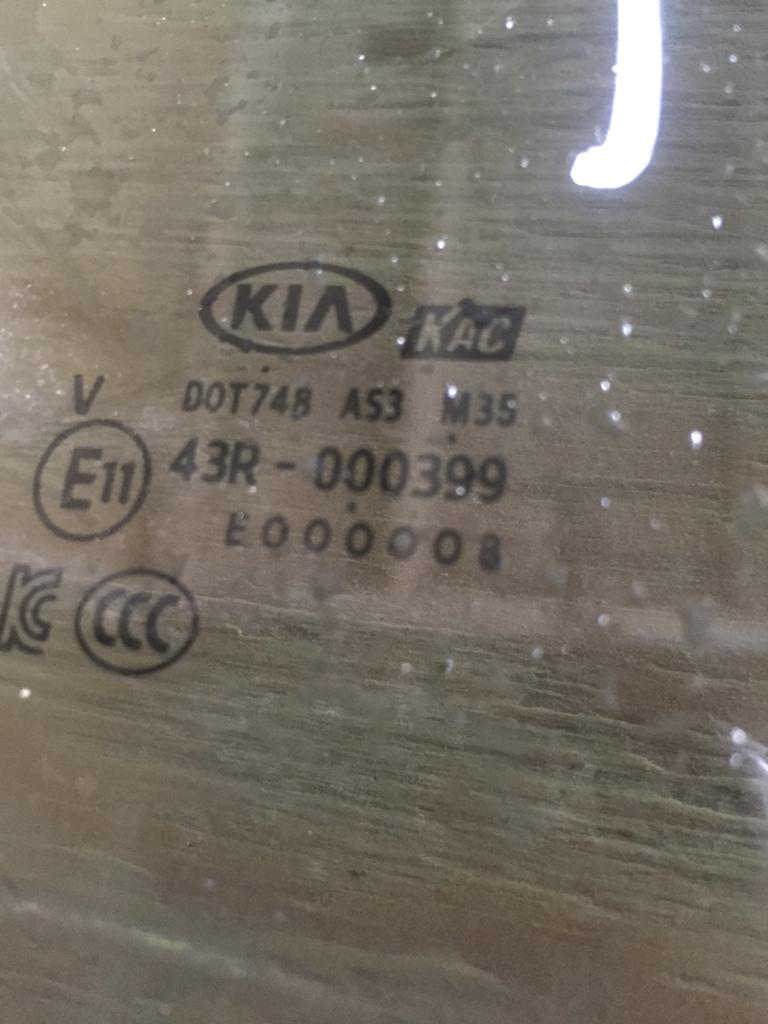 KIA KAC
V DOT748 AS3 M35
E11 43R - 000399
E000008
KC CCC